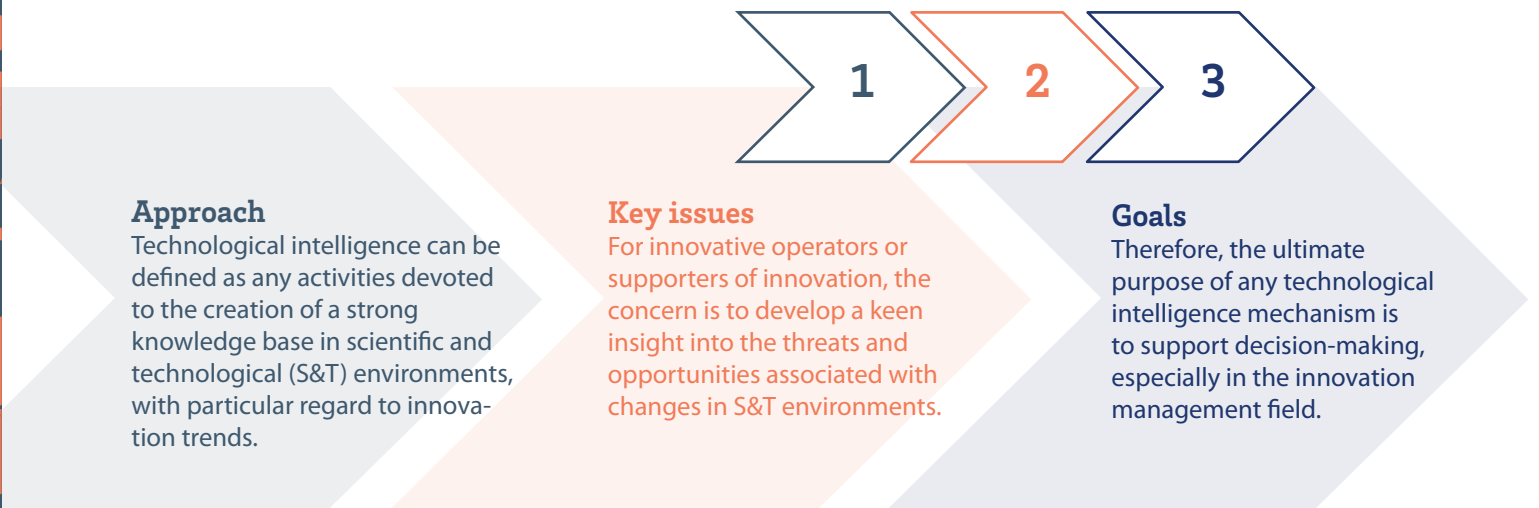 1
2
3
Approach
Technological intelligence can be
defined as any activities devoted
to the creation of a strong
knowledge base in scientific and
technological (S&T) environments,
with particular regard to innova-
tion trends.
Key issues
For innovative operators or
supporters of innovation, the
concern is to develop a keen
insight into the threats and
opportunities associated with
changes in S&T environments.
Goals
Therefore, the ultimate
purpose of any technological
intelligence mechanism is
to support decision-making,
especially in the innovation
management field.